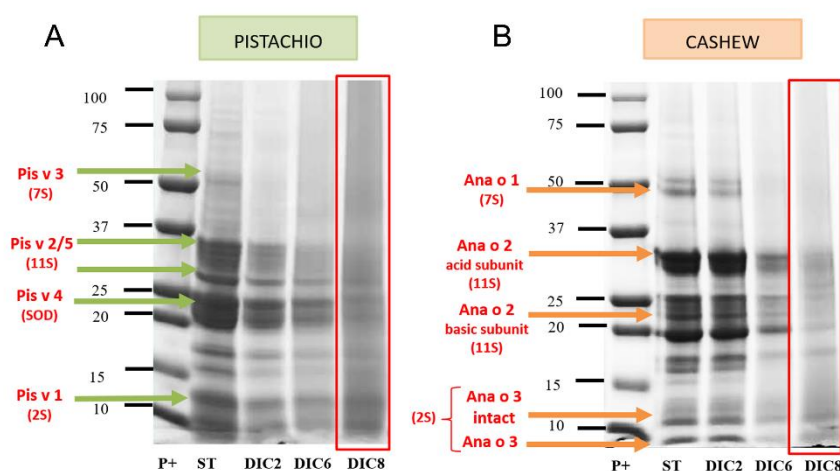 A
PISTACHIO
100
75
Pis v 3
(7S)
50
37
Pis v 2/5
(11S)
25
Pis v 4
(SOD)
20
15
Pis v 1
(2S)
10
P+ ST DIC2 DIC6 DIC8
B
CASHEW
100
75
Ana o 1
(7S)
50
37
Ana o 2
acid subunit
(11S)
25
Ana o 2
basic subunit
(11S)
20
15
Ana o 3
intact
(2S)
10
Ana o 3
P+ ST DIC2 DIC6 DIC8